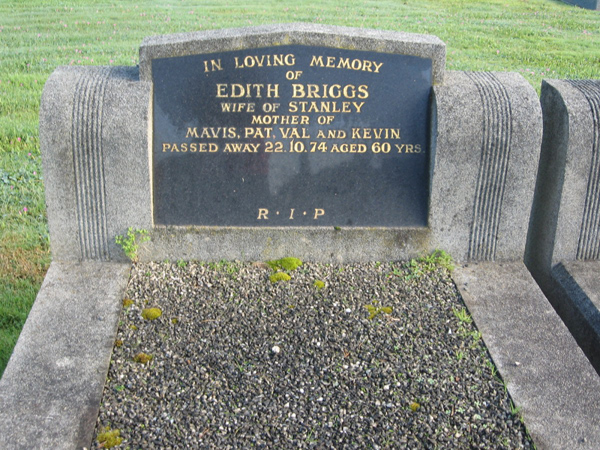 IN LOVING MEMORY
OF
EDITH BRIGGS
WIFE OF STANLEY
MOTHER OF
MAVIS, PAT, VAL AND KEVIN
PASSED AWAY 22.10.74 AGED 60 YRS.
R·I·P